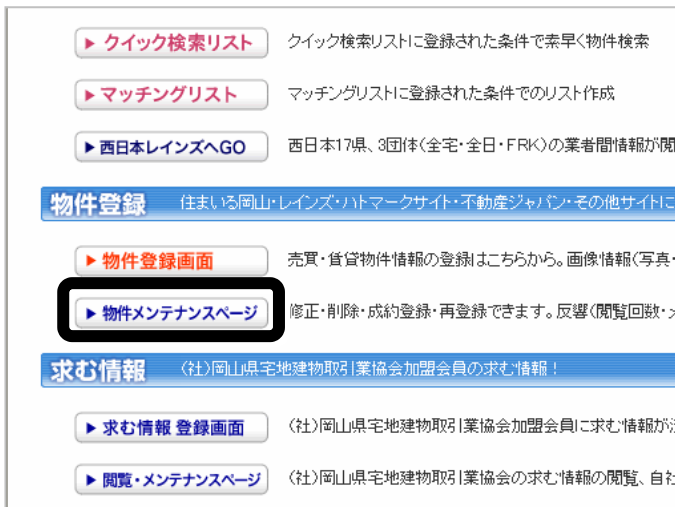 クイック検索リスト クイック検索リストに登録された条件で素早く物件検索
マッチングリスト マッチングリストに登録された条件でのリスト作成
西日本レインズへGO 西日本17県、3団体(全宅・全日・FRK)の業者間情報が閲
物件登録 住まいる岡山・レインズ・ハトマークサイト・不動産ジャパン・その他サイトに
物件登録画面 売買・賃貸物件情報の登録はこちらから。画像情報(写真・
物件メンテナンスページ 修正・削除・成約登録・再登録できます。反響(閲覧回数・メ
求む情報 (社)岡山県宅地建物取引業協会加盟会員の求む情報!
求む情報 登録画面 (社)岡山県宅地建物取引業協会加盟会員に求む情報が
閲覧・メンテナンスページ (社)岡山県宅地建物取引業協会の求む情報の閲覧、自社